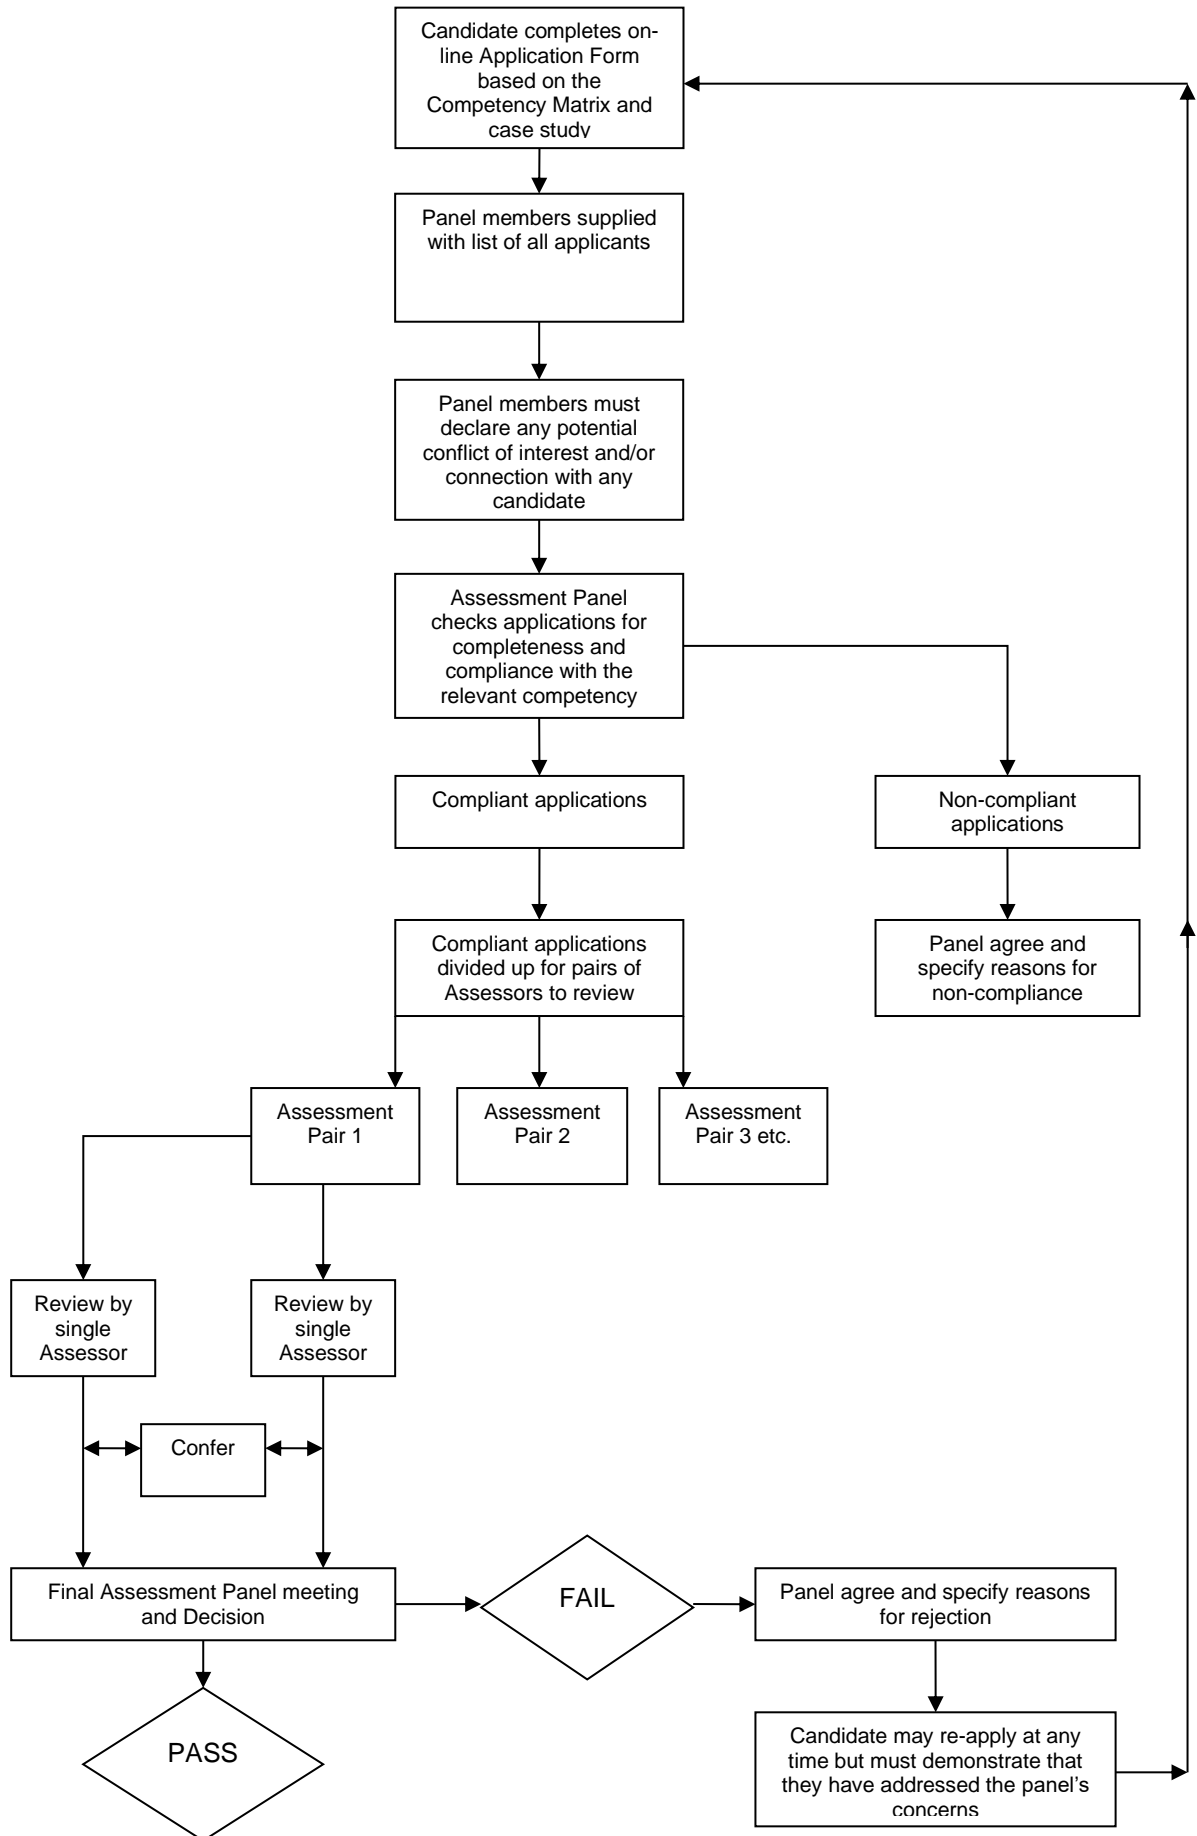 Candidate completes on-
line Application Form
based on the
Competency Matrix and
case study
Panel members supplied
with list of all applicants
Panel members must
declare any potential
conflict of interest and/or
connection with any
candidate
Assessment Panel
checks applications for
completeness and
compliance with the
relevant competency
Compliant applications
Non-compliant
applications
Compliant applications
divided up for pairs of
Assessors to review
Panel agree and
specify reasons for
non-compliance
Assessment
Pair 1
Assessment
Pair 2
Assessment
Pair 3 etc.
Review by
single
Assessor
Review by
single
Assessor
Confer
Final Assessment Panel meeting
and Decision
FAIL
Panel agree and specify reasons
for rejection
PASS
Candidate may re-apply at any
time but must demonstrate that
they have addressed the panel's
concerns